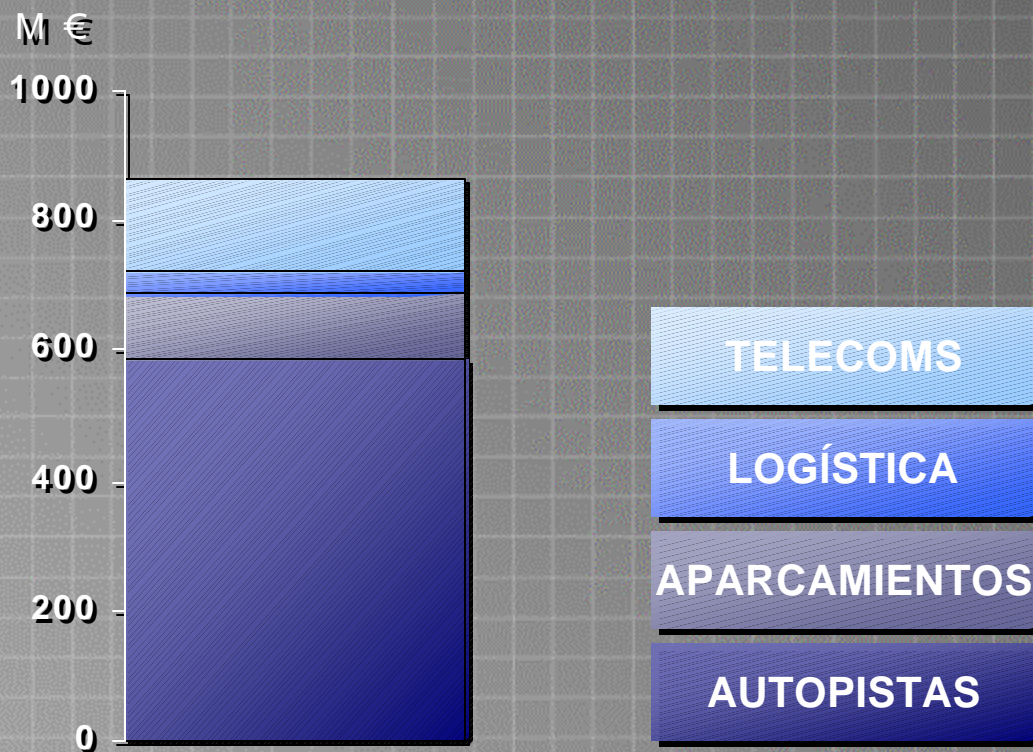 M €
1000
800
600
400
200
0
TELECOMS
LOGÍSTICA
APARCAMIENTOS
AUTOPISTAS